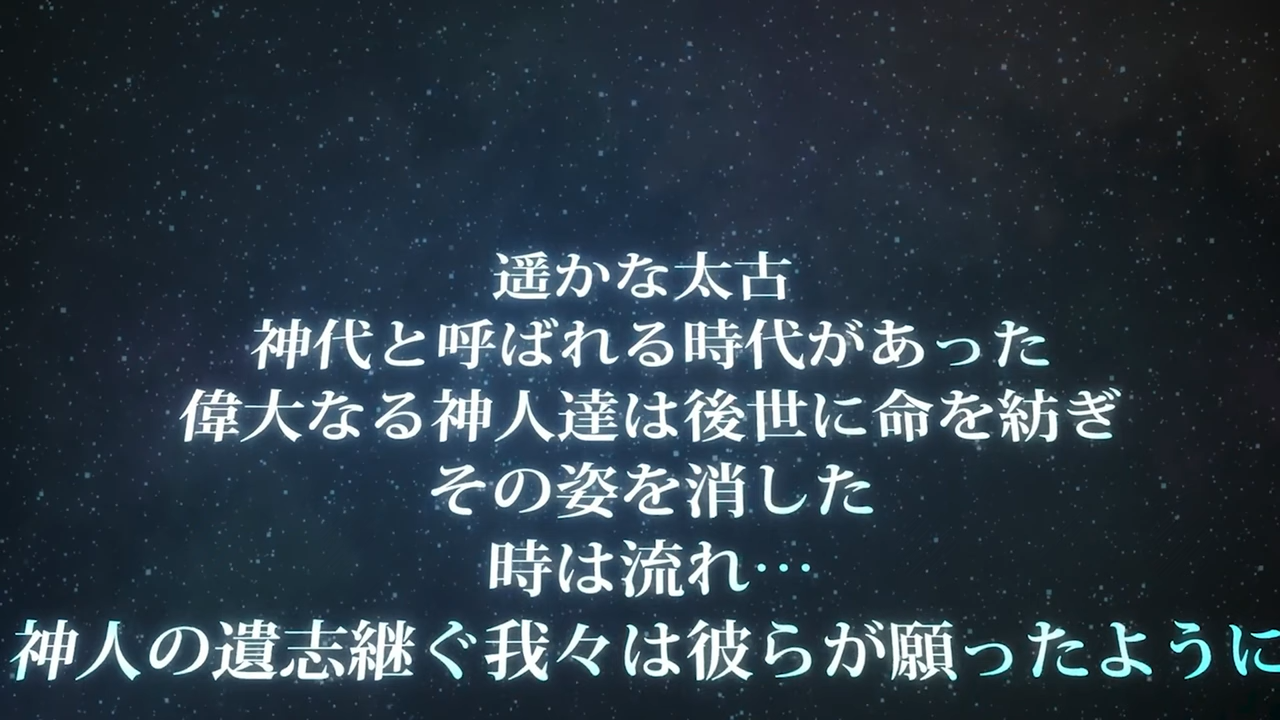 遥かな太古
神代と呼ばれる時代があった
偉大なる神人達は後世に命を紡ぎ
その姿を消した
時は流れ…
神人の遺志継ぐ我々は彼らが願ったように